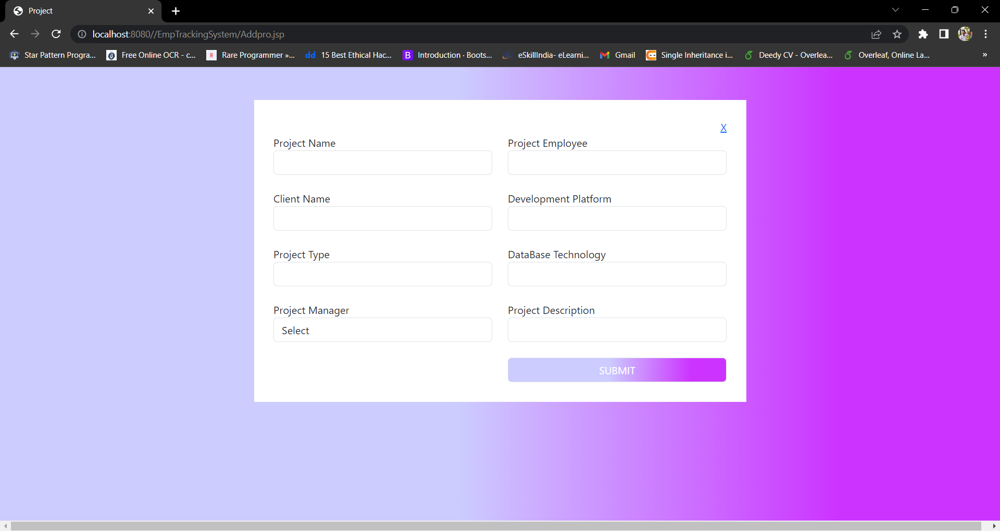 Project
localhost:8080//EmpTrackingSystem/Addpro.jsp
Star Pattern Progra... Free Online OCR - c... Rare Programmer »... dd 15 Best Ethical Hac... B Introduction · Boots... eSkillIndia- eLearni... Gmail Single Inheritance i... Deedy CV - Overlea... Overleaf, Online La... »
X
Project Name Project Employee
Client Name Development Platform
Project Type DataBase Technology
Project Manager Project Description
Select
SUBMIT